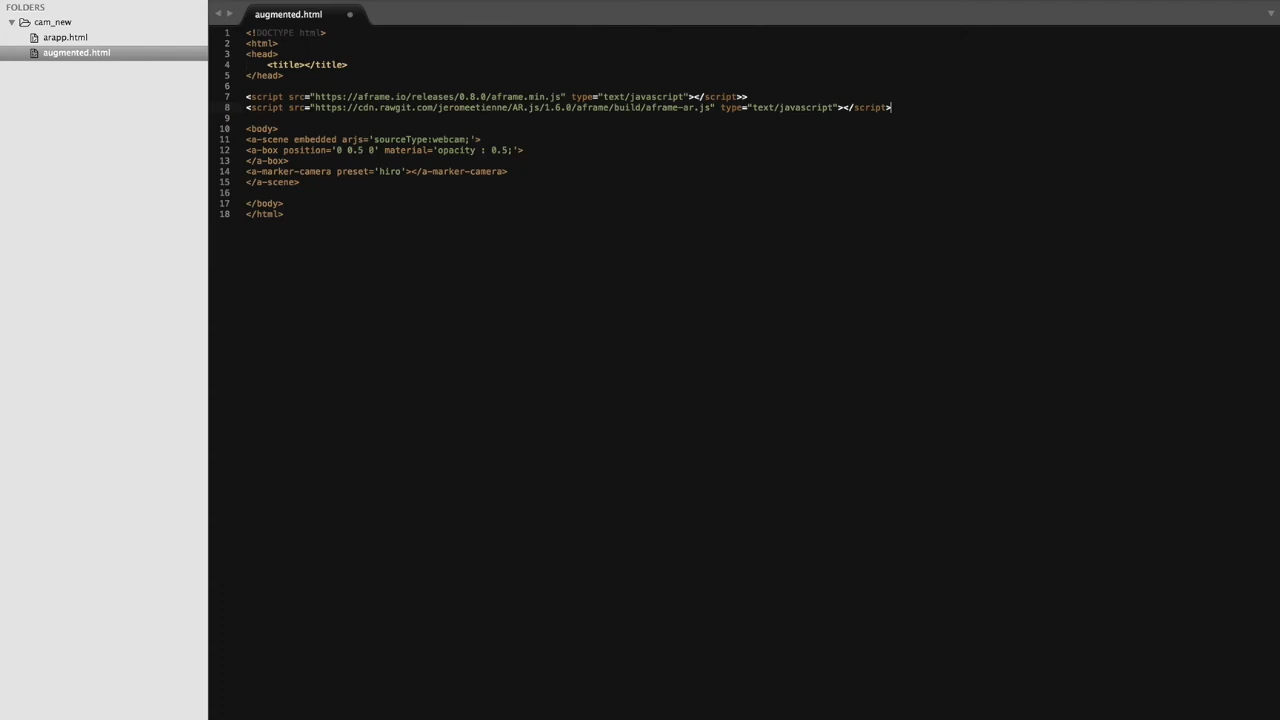 FOLDERS
cam_new
arapp.html
augmented.html
augmented.html
1 <!DOCTYPE html>
2 <html>
3 <head>
4 <title></title>
5 </head>
6
7 <script src="https://aframe.io/releases/0.8.0/aframe.min.js" type="text/javascript"></script>>
8 <script src="https://cdn.rawgit.com/jeromeetienne/AR.js/1.6.0/aframe/build/aframe-ar.js" type="text/javascript"></script>
9
10 <body>
11 <a-scene embedded arjs='sourceType:webcam;'>
12 <a-box position='0 0.5 0' material='opacity : 0.5;'>
13 </a-box>
14 <a-marker-camera preset='hiro'></a-marker-camera>
15 </a-scene>
16
17 </body>
18 </html>